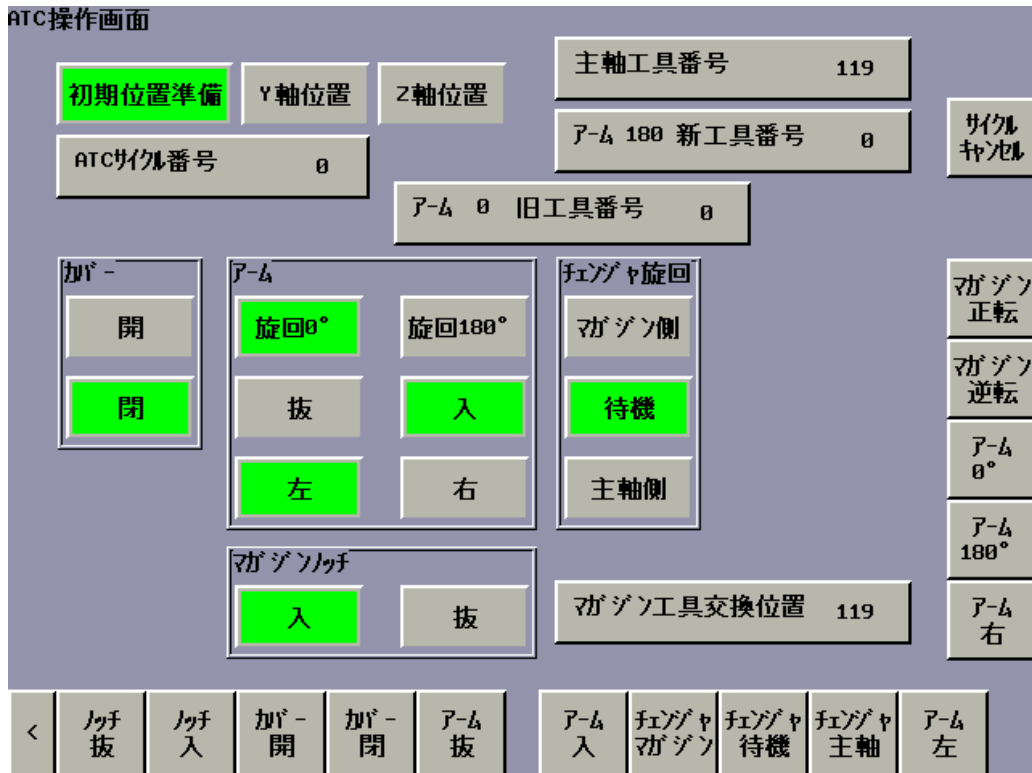 ATC操作画面
主軸工具番号 119
初期位置準備 Y軸位置 Z軸位置
ｱｰﾑ 180 新工具番号 0
ｻｲｸﾙ
ｷｬﾝｾﾙ
ATCｻｲｸﾙ番号 0
ｱｰﾑ 0 旧工具番号 0
ｶﾊﾞｰ
開
閉
ｱｰﾑ
旋回0° 旋回180°
抜 入
左 右
ﾁｪﾝｼﾞｬ旋回
ﾏｶﾞｼﾞﾝ側
待機
主軸側
ﾏｶﾞｼﾞﾝ
正転
ﾏｶﾞｼﾞﾝ
逆転
ｱｰﾑ
0°
ｱｰﾑ
180°
ｱｰﾑ
右
ﾏｶﾞｼﾞﾝﾉｯﾁ
入 抜
ﾏｶﾞｼﾞﾝ工具交換位置 119
<
ﾉｯﾁ
抜
ﾉｯﾁ
入
ｶﾊﾞｰ
開
ｶﾊﾞｰ
閉
ｱｰﾑ
抜
ｱｰﾑ
入
ﾁｪﾝｼﾞｬ
ﾏｶﾞｼﾞﾝ
ﾁｪﾝｼﾞｬ
待機
ﾁｪﾝｼﾞｬ
主軸
ｱｰﾑ
左